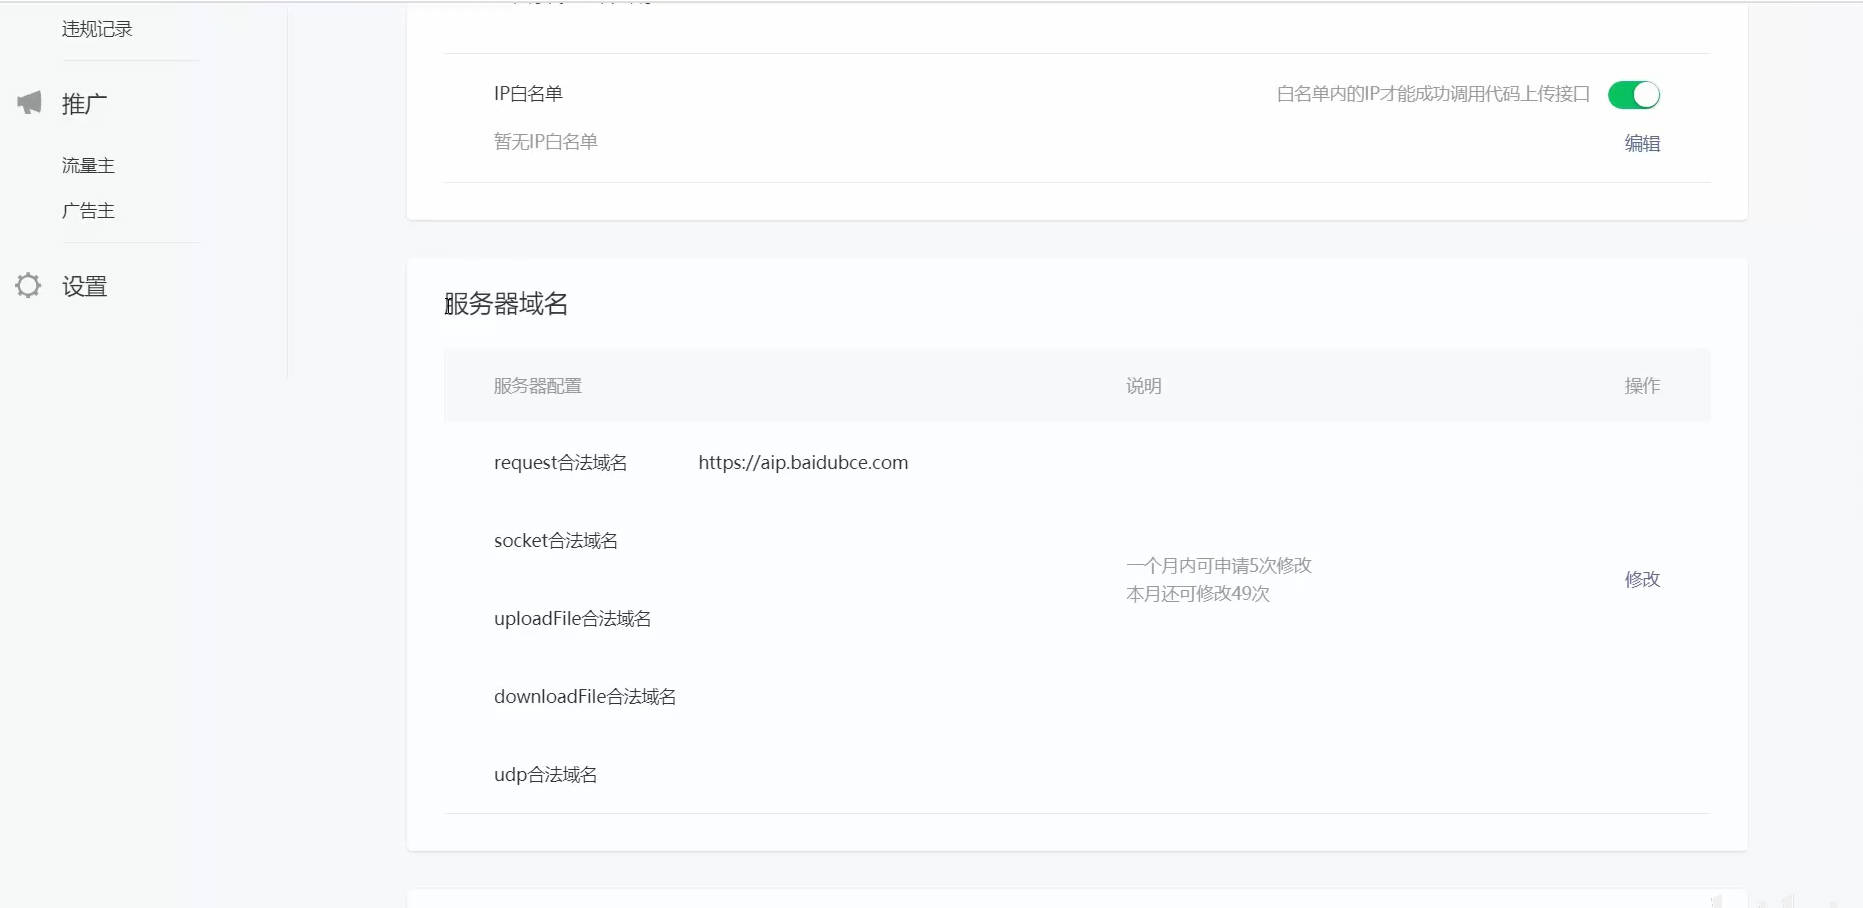 违规记录
推广
流量主
广告主
设置
IP白名单
白名单内的IP才能成功调用代码上传接口
暂无IP白名单
编辑
服务器域名
服务器配置 说明 操作
request合法域名 https://aip.baidubce.com
socket合法域名
一个月内可申请5次修改
本月还可修改49次
修改
uploadFile合法域名
downloadFile合法域名
udp合法域名